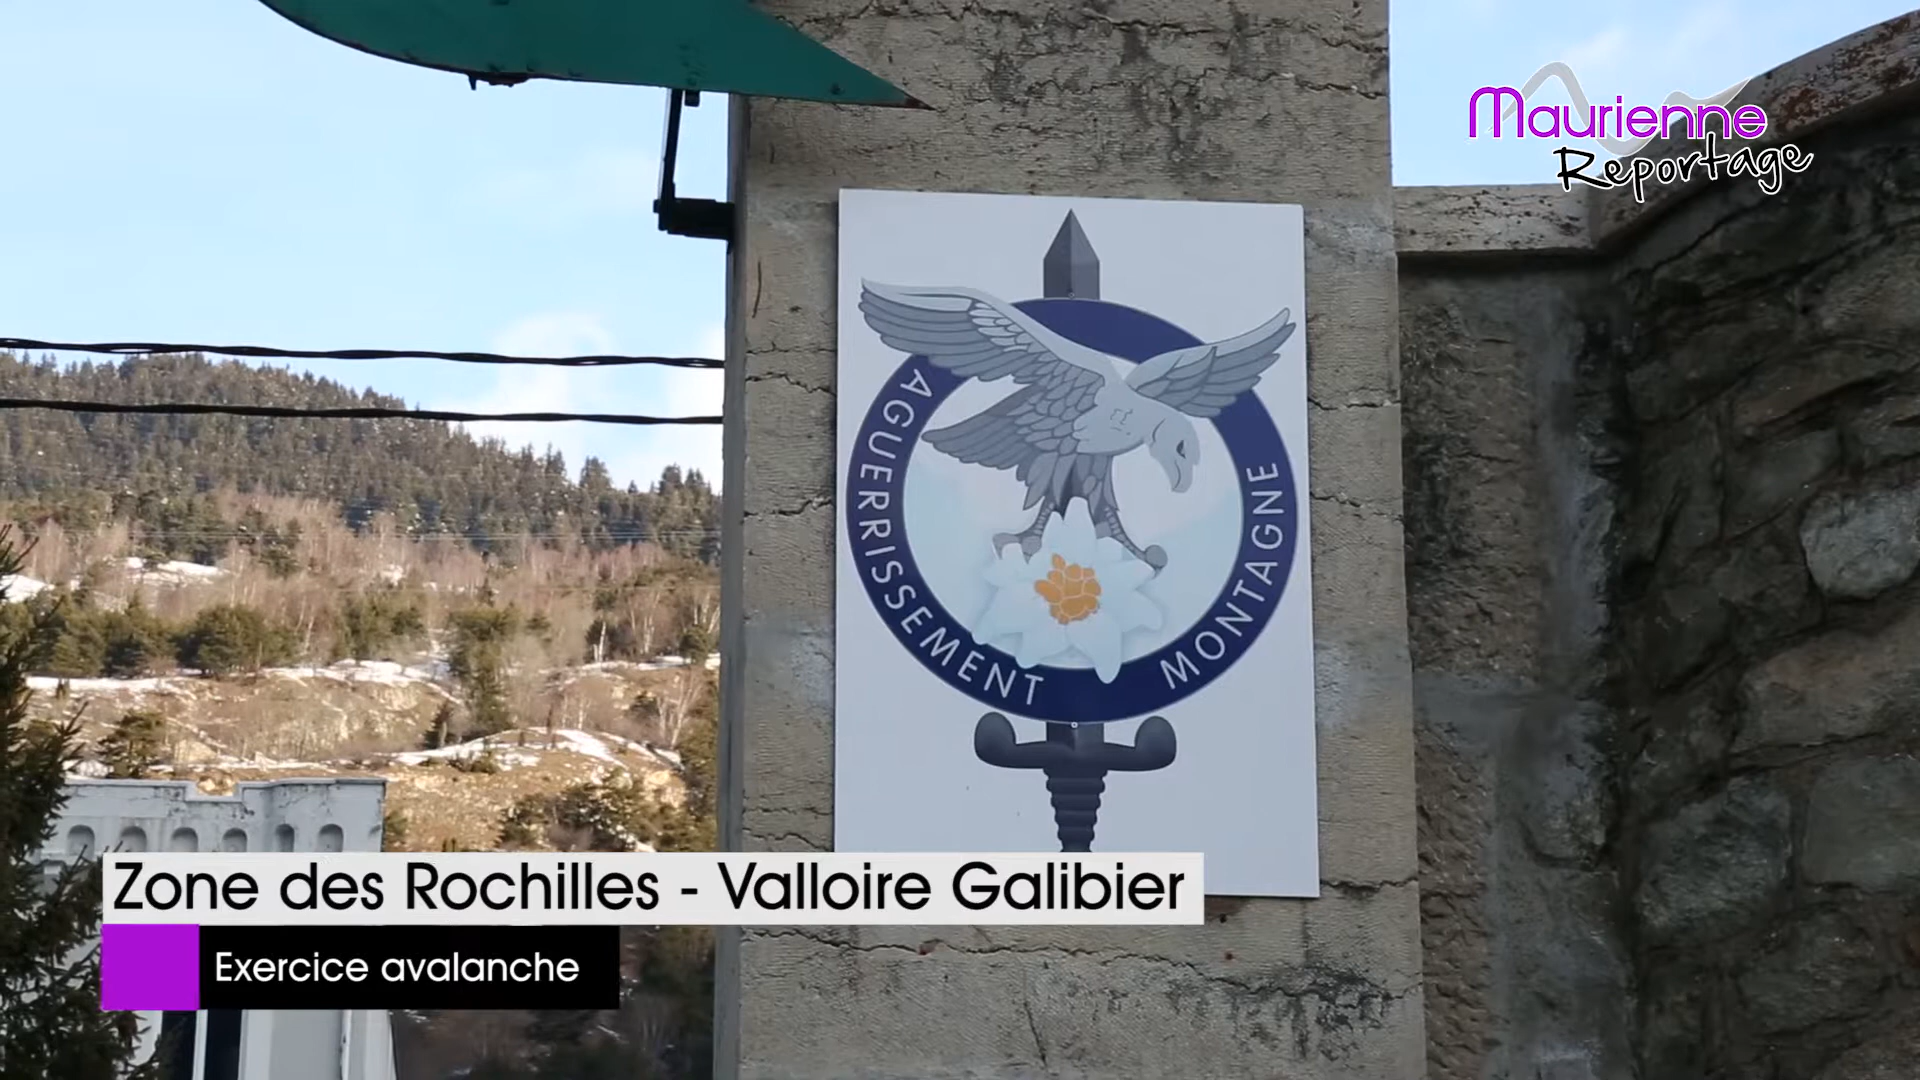 Maurienne
Reportage
AGUERRISSEMENT MONTAGNE
Zone des Rochilles - Valloire Galibier
Exercice avalanche